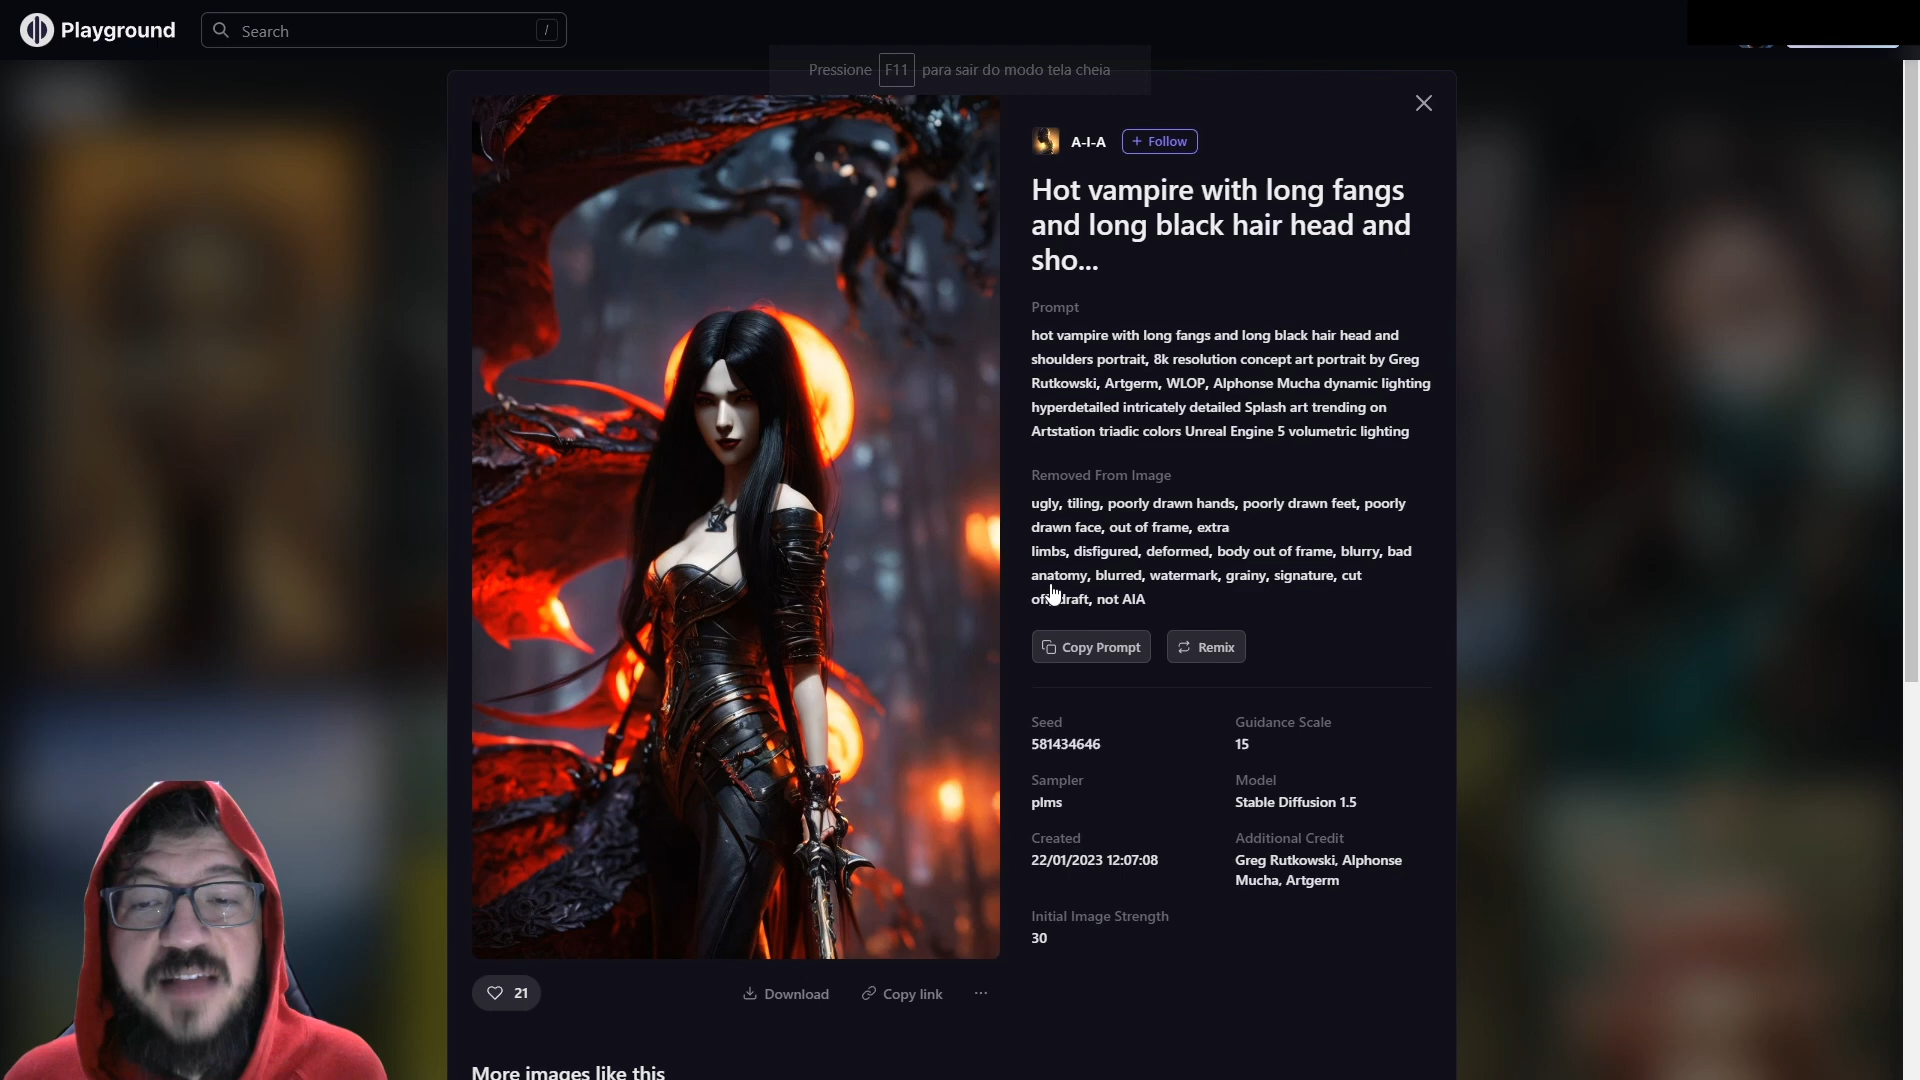 Playground
Search
/
Pressione F11 para sair do modo tela cheia
A-I-A
+ Follow
Hot vampire with long fangs
and long black hair head and
sho...
Prompt
hot vampire with long fangs and long black hair head and
shoulders portrait, 8k resolution concept art portrait by Greg
Rutkowski, Artgerm, WLOP, Alphonse Mucha dynamic lighting
hyperdetailed intricately detailed Splash art trending on
Artstation triadic colors Unreal Engine 5 volumetric lighting
Removed From Image
ugly, tiling, poorly drawn hands, poorly drawn feet, poorly
drawn face, out of frame, extra
limbs, disfigured, deformed, body out of frame, blurry, bad
anatomy, blurred, watermark, grainy, signature, cut
not AIA
Copy Prompt
Remix
Seed
Guidance Scale
581434646
15
Sampler
Model
plms
Stable Diffusion 1.5
Created
Additional Credit
22/01/2023 12:07:08
Greg Rutkowski, Alphonse
Mucha, Artgerm
Initial Image Strength
30
21
Download
Copy link
...
More images like this